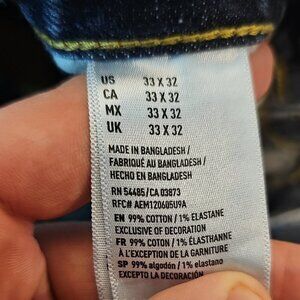 US 33 X 32
CA 33 X 32
MX 33 X 32
UK 33 X 32
MADE IN BANGLADESH /
FABRIQUÉ AU BANGLADESH /
HECHO EN BANGLADESH
RN 54485/CA 03873
RFC# AEM120605U9A
EN 99% COTTON / 1% ELASTANE
EXCLUSIVE OF DECORATION
FR 99% COTON / 1% ÉLASTHANNE
À L'EXCEPTION DE LA GARNITURE
SP 99% algodón / 1% elastano
EXCEPTO LA DECORACIÓN